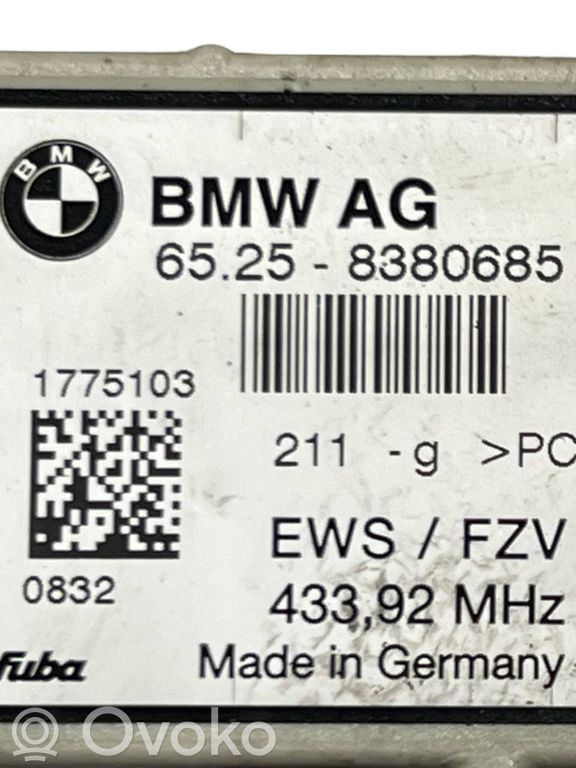 BMW
BMW AG
65.25 - 8380685
1775103
211 -g >PC
EWS / FZV
0832
433,92 MHz
fuba
Made in Germany
Ovoko